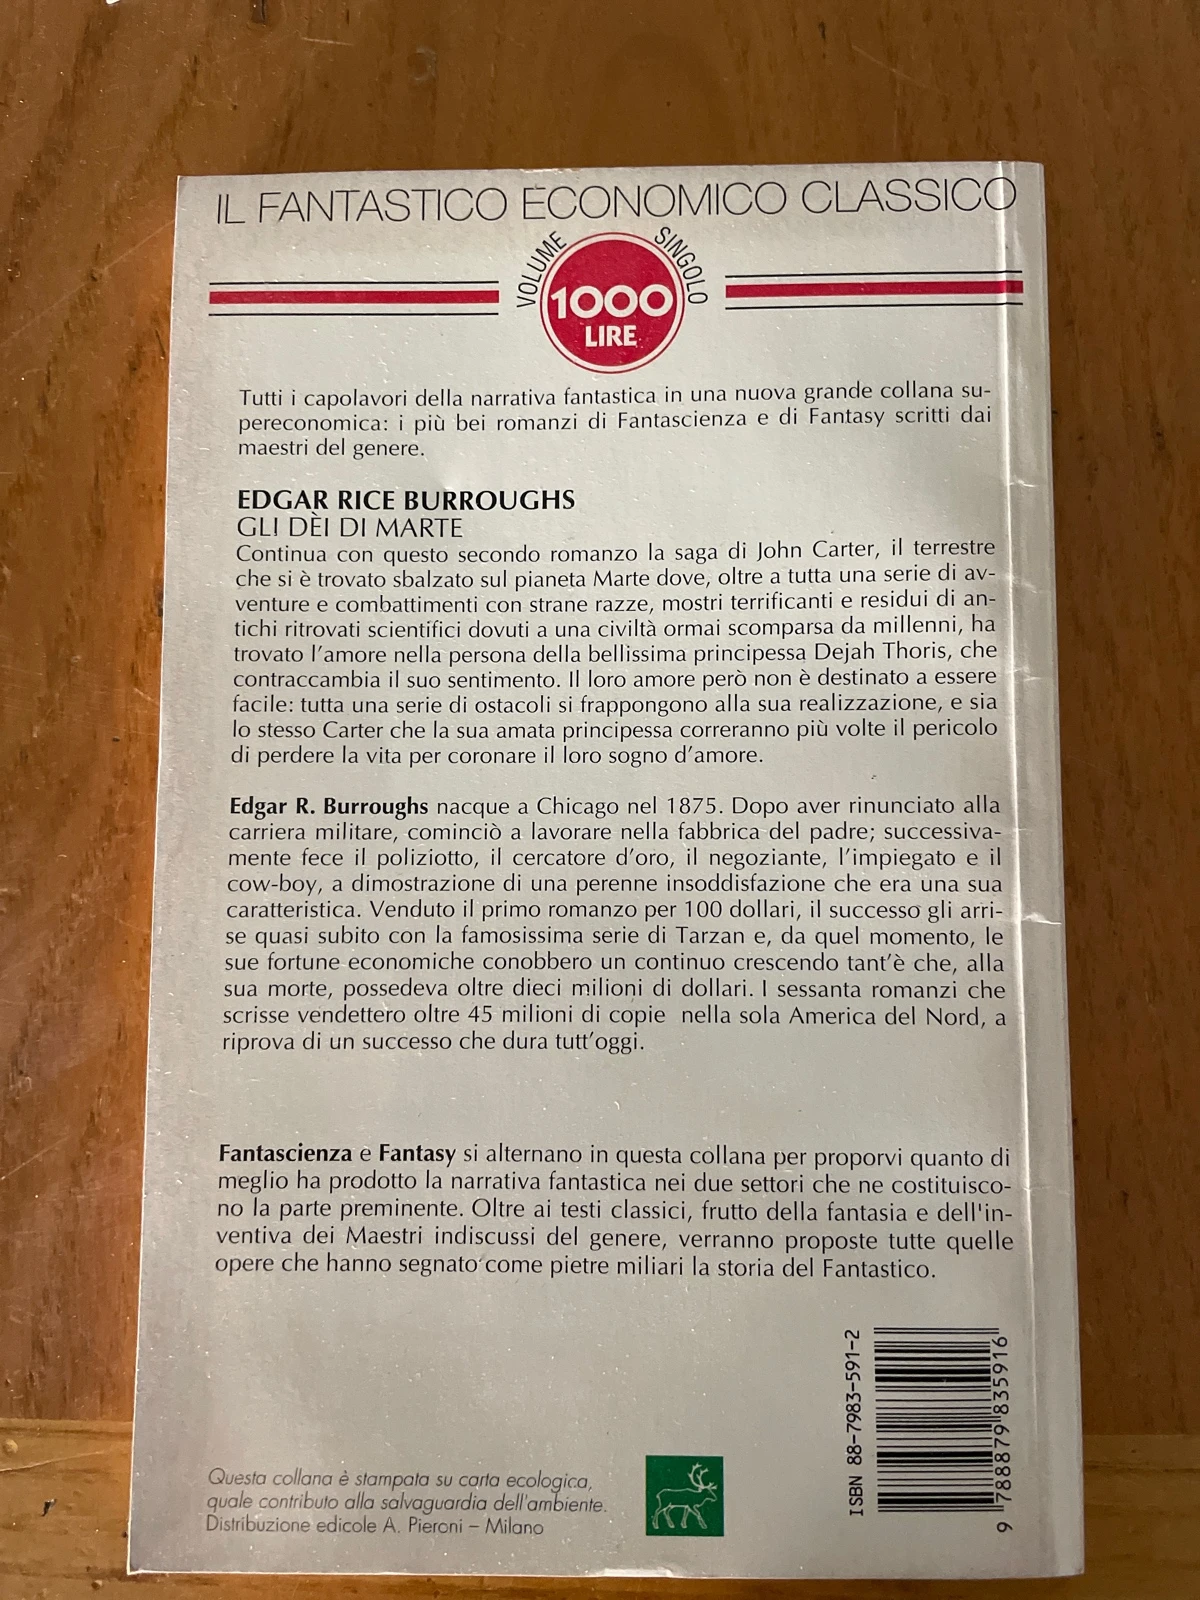 IL FANTASTICO ECONOMICO CLASSICO
VOLUME SINGOLO
1000
LIRE
Tutti i capolavori della narrativa fantastica in una nuova grande collana su-
pereconomica: i più bei romanzi di Fantascienza e di Fantasy scritti dai
maestri del genere.
EDGAR RICE BURROUGHS
GLI DÈI DI MARTE
Continua con questo secondo romanzo la saga di John Carter, il terrestre
che si è trovato sbalzato sul pianeta Marte dove, oltre a tutta una serie di av-
venture e combattimenti con strane razze, mostri terrificanti e residui di an-
tichi ritrovati scientifici dovuti a una civiltà ormai scomparsa da millenni, ha
trovato l'amore nella persona della bellissima principessa Dejah Thoris, che
contraccambia il suo sentimento. Il loro amore però non è destinato a essere
facile: tutta una serie di ostacoli si frappongono alla sua realizzazione, e sia
lo stesso Carter che la sua amata principessa correranno più volte il pericolo
di perdere la vita per coronare il loro sogno d'amore.
Edgar R. Burroughs nacque a Chicago nel 1875. Dopo aver rinunciato alla
carriera militare, cominciò a lavorare nella fabbrica del padre; successiva-
mente fece il poliziotto, il cercatore d'oro, il negoziante, l'impiegato e il
cow-boy, a dimostrazione di una perenne insoddisfazione che era una sua
caratteristica. Venduto il primo romanzo per 100 dollari, il successo gli arri-
se quasi subito con la famosissima serie di Tarzan e, da quel momento, le
sue fortune economiche conobbero un continuo crescendo tant'è che, alla
sua morte, possedeva oltre dieci milioni di dollari. I sessanta romanzi che
scrisse vendettero oltre 45 milioni di copie nella sola America del Nord, a
riprova di un successo che dura tutt'oggi.
Fantascienza e Fantasy si alternano in questa collana per proporvi quanto di
meglio ha prodotto la narrativa fantastica nei due settori che ne costituisco-
no la parte preminente. Oltre ai testi classici, frutto della fantasia e dell'in-
ventiva dei Maestri indiscussi del genere, verranno proposte tutte quelle
opere che hanno segnato come pietre miliari la storia del Fantastico.
ISBN 88-7983-591-2
9 788879 835916
Questa collana è stampata su carta ecologica,
quale contributo alla salvaguardia dell'ambiente.
Distribuzione edicole A. Pieroni – Milano